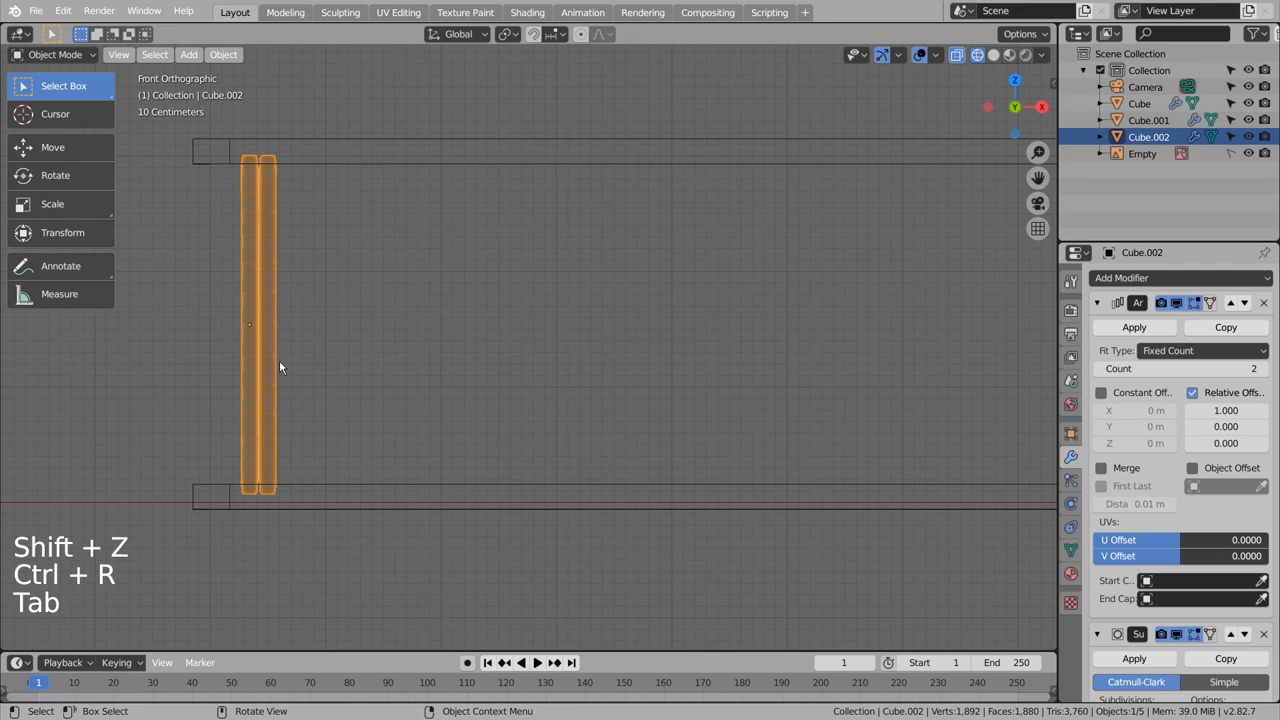 File Edit Render Window Help Layout Modeling Sculpting UV Editing Texture Paint Shading Animation Rendering Compositing Scripting + Scene View Layer
Global Options
Object Mode View Select Add Object
Scene Collection
Collection
Camera
Cube
Cube.001
Cube.002
Empty
Select Box
Cursor
Move
Rotate
Scale
Transform
Annotate
Measure
Front Orthographic
(1) Collection | Cube.002
10 Centimeters
Z
Y
X
Cube.002
Add Modifier
Ar
Apply Copy
Fit Type: Fixed Count
Count 2
Constant Off.. Relative Offs..
X 0 m 1.000
Y 0 m 0.000
Z 0 m 0.000
Merge Object Offset
First Last
Dista 0.01 m
UVs:
U Offset 0.0000
V Offset 0.0000
Start C..
End Cap:
Su
Apply Copy
Catmull-Clark Simple
Shift + Z
Ctrl + R
Tab
Playback Keying View Marker 1 Start 1 End 250
1 10 20 30 40 50 60 70 80 90 100 110 120 130 140 150 160 170 180 190 200 210 220 230 240 250
Select Box Select Rotate View Object Context Menu Collection | Cube.002 | Verts:1,892 | Faces:1,880 | Tris:3,760 | Objects:1/5 | Mem: 39.0 MiB | v2.82.7